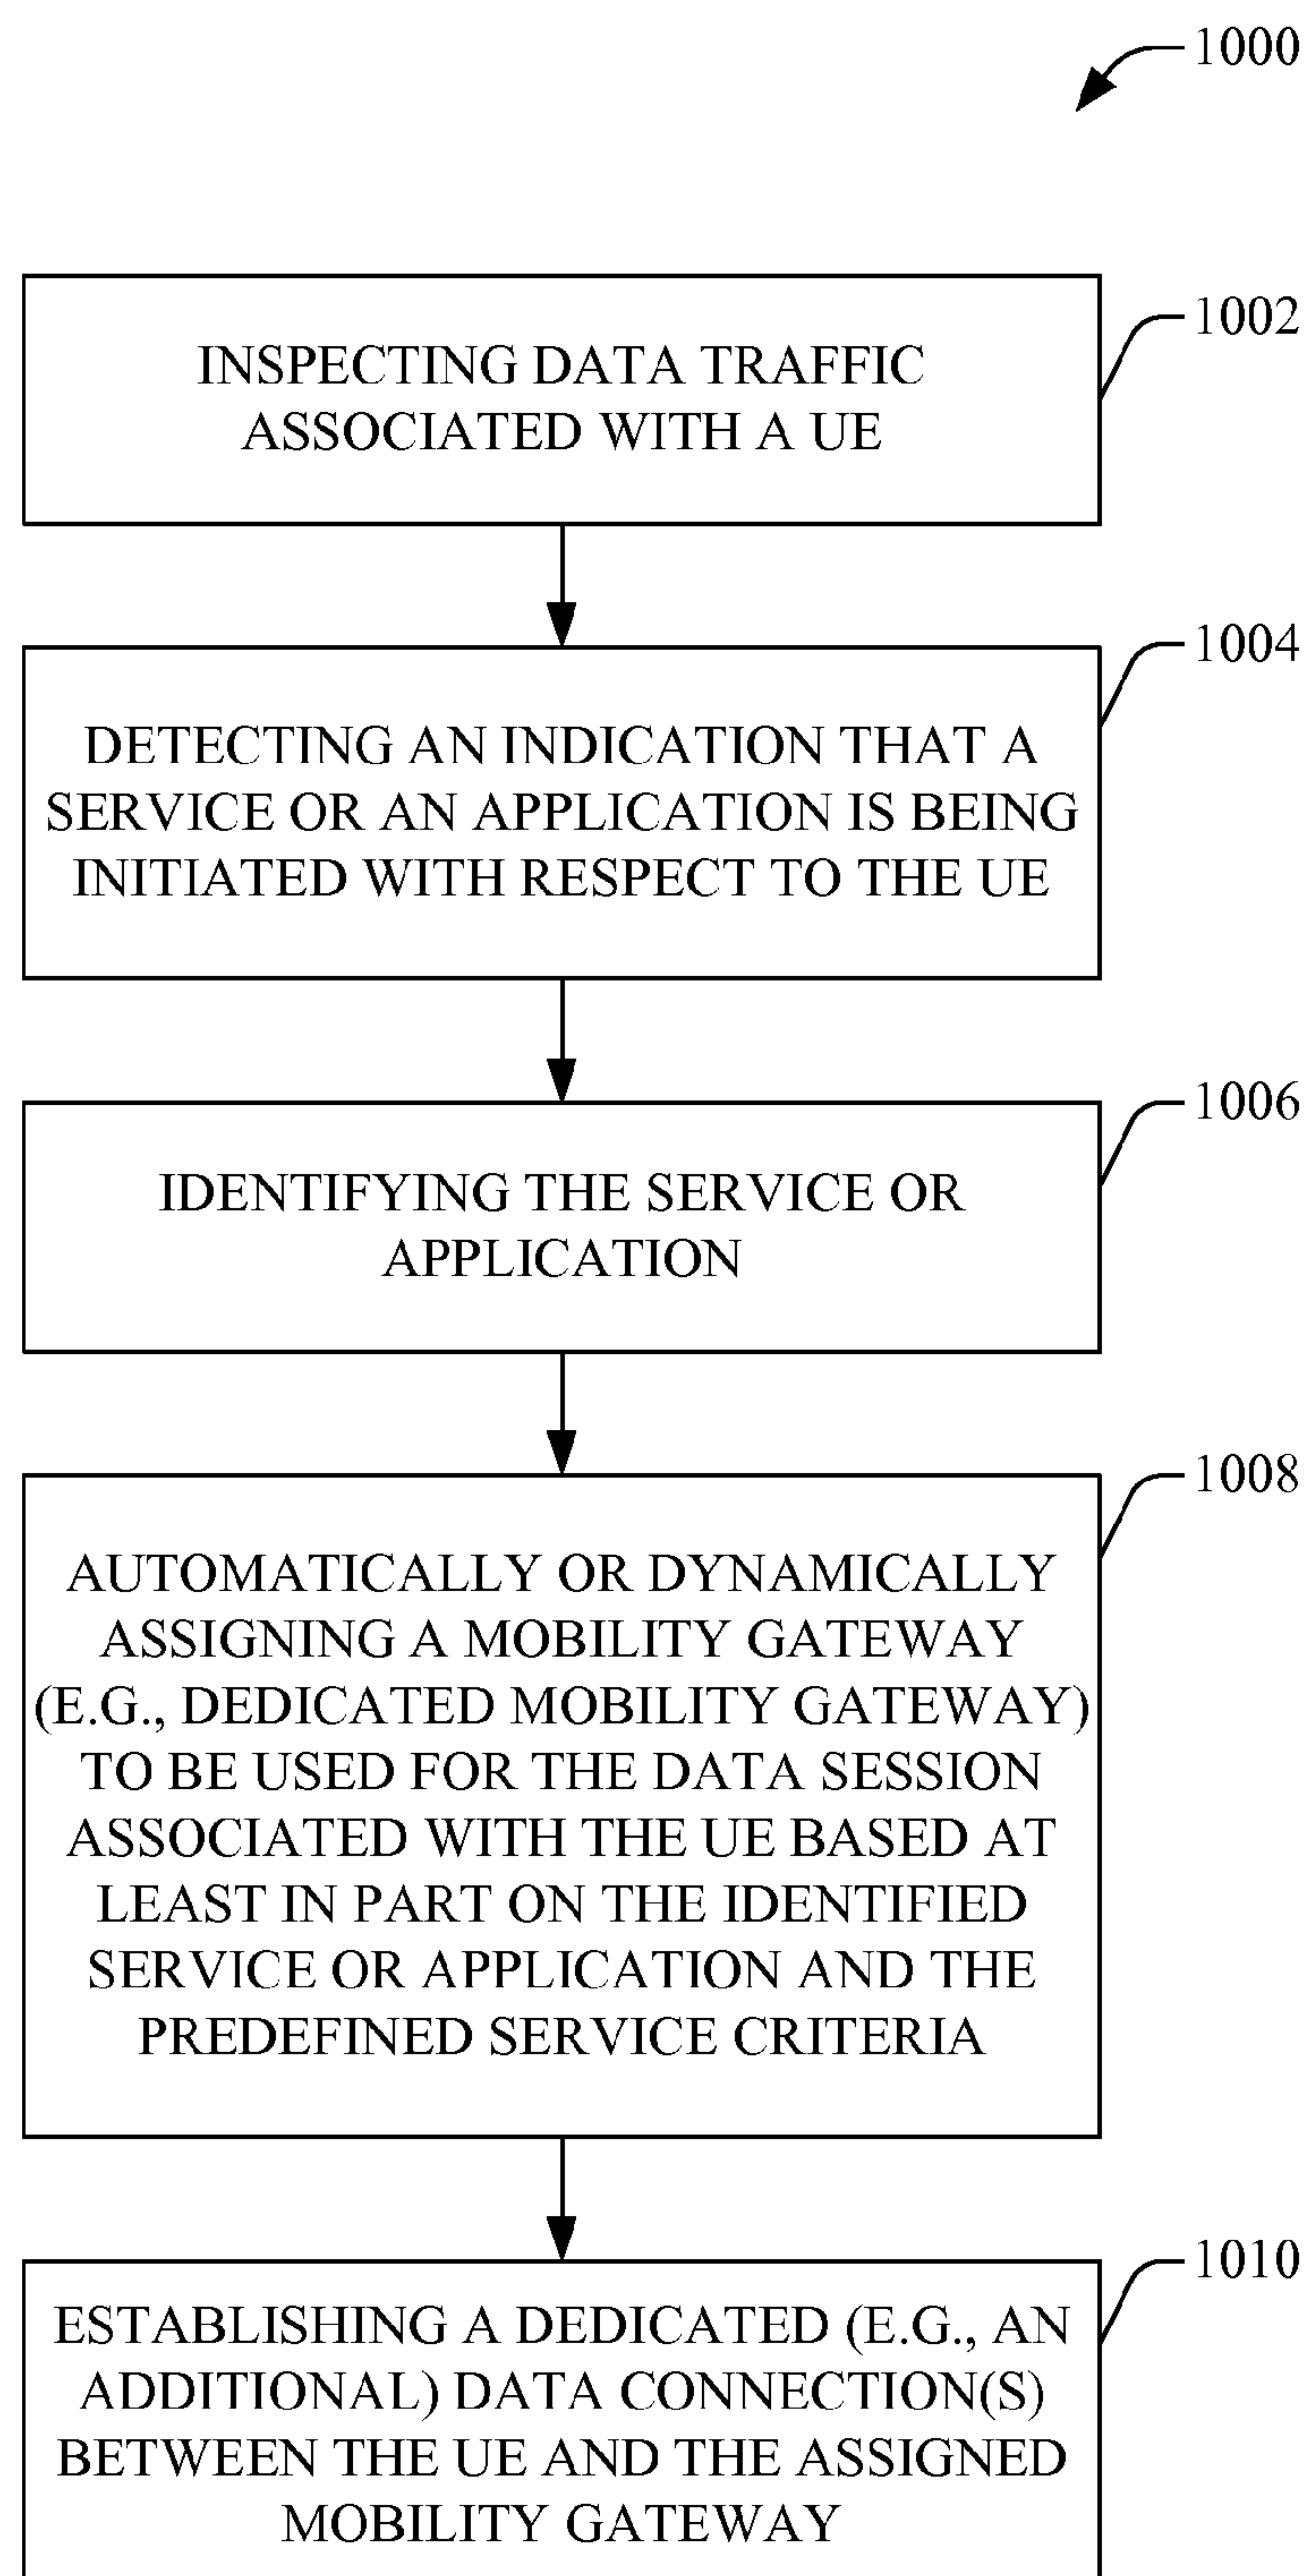 1000
1002
INSPECTING DATA TRAFFIC
ASSOCIATED WITH A UE
1004
DETECTING AN INDICATION THAT A
SERVICE OR AN APPLICATION IS BEING
INITIATED WITH RESPECT TO THE UE
1006
IDENTIFYING THE SERVICE OR
APPLICATION
1008
AUTOMATICALLY OR DYNAMICALLY
ASSIGNING A MOBILITY GATEWAY
(E.G., DEDICATED MOBILITY GATEWAY)
TO BE USED FOR THE DATA SESSION
ASSOCIATED WITH THE UE BASED AT
LEAST IN PART ON THE IDENTIFIED
SERVICE OR APPLICATION AND THE
PREDEFINED SERVICE CRITERIA
1010
ESTABLISHING A DEDICATED (E.G., AN
ADDITIONAL) DATA CONNECTION(S)
BETWEEN THE UE AND THE ASSIGNED
MOBILITY GATEWAY